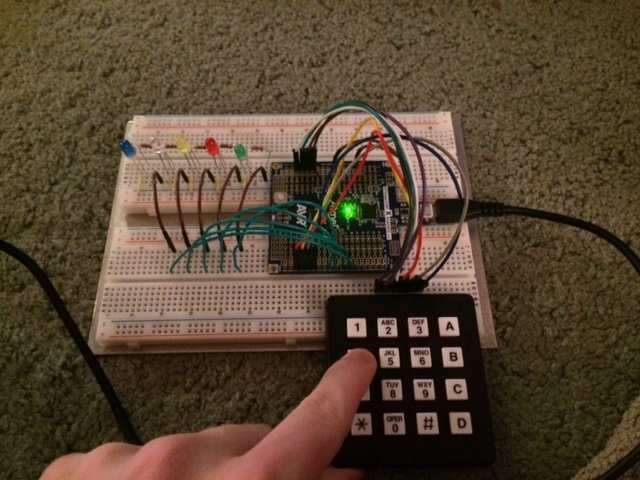 AVR
1 ABC 2 DEF 3 A
JKL 5 MNO 6 B
TUV 8 WXY 9 C
* OPER 0 # D